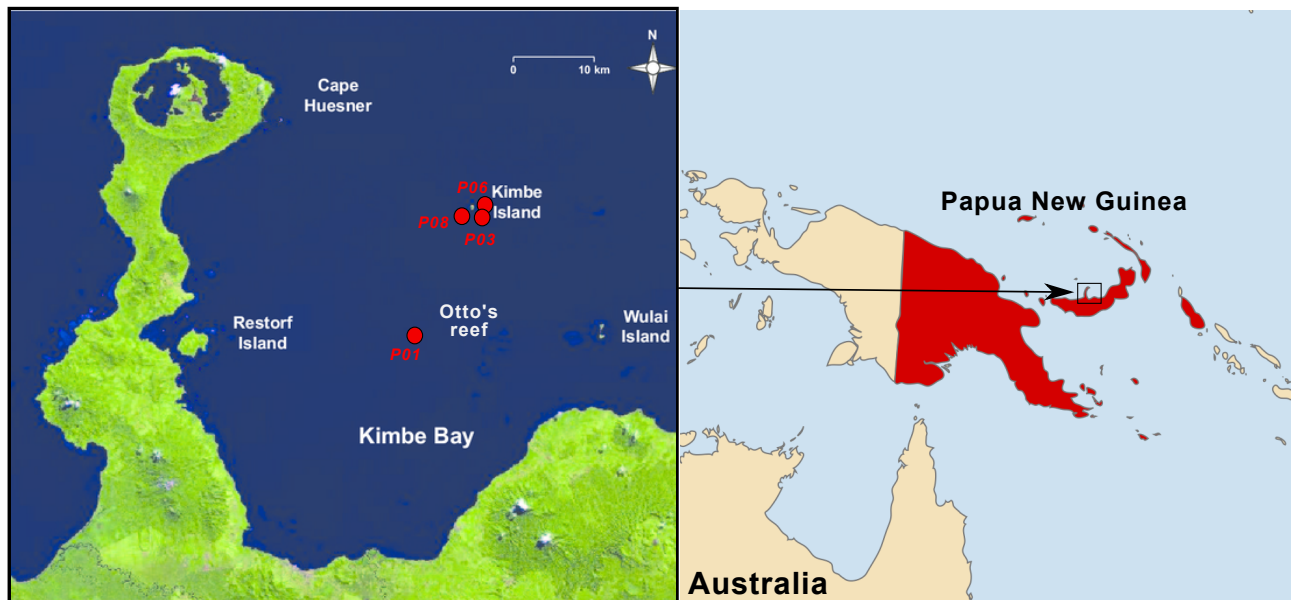 N
0 10 km
Cape
Huesner
P06
Kimbe
Island
P08
P03
Otto's
reef
Wulai
Island
Restorf
Island
P01
Kimbe Bay
Papua New Guinea
Australia